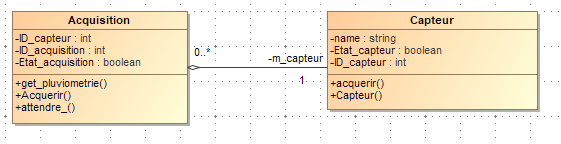 Acquisition
-ID_capteur : int
-ID_acquisition : int
-Etat_acquisition : boolean
+get_pluviometrie()
+Acquerir()
+attendre_()
0..*
-m_capteur
1
Capteur
-name : string
-Etat_capteur : boolean
-ID_capteur : int
+acquerir()
+Capteur()